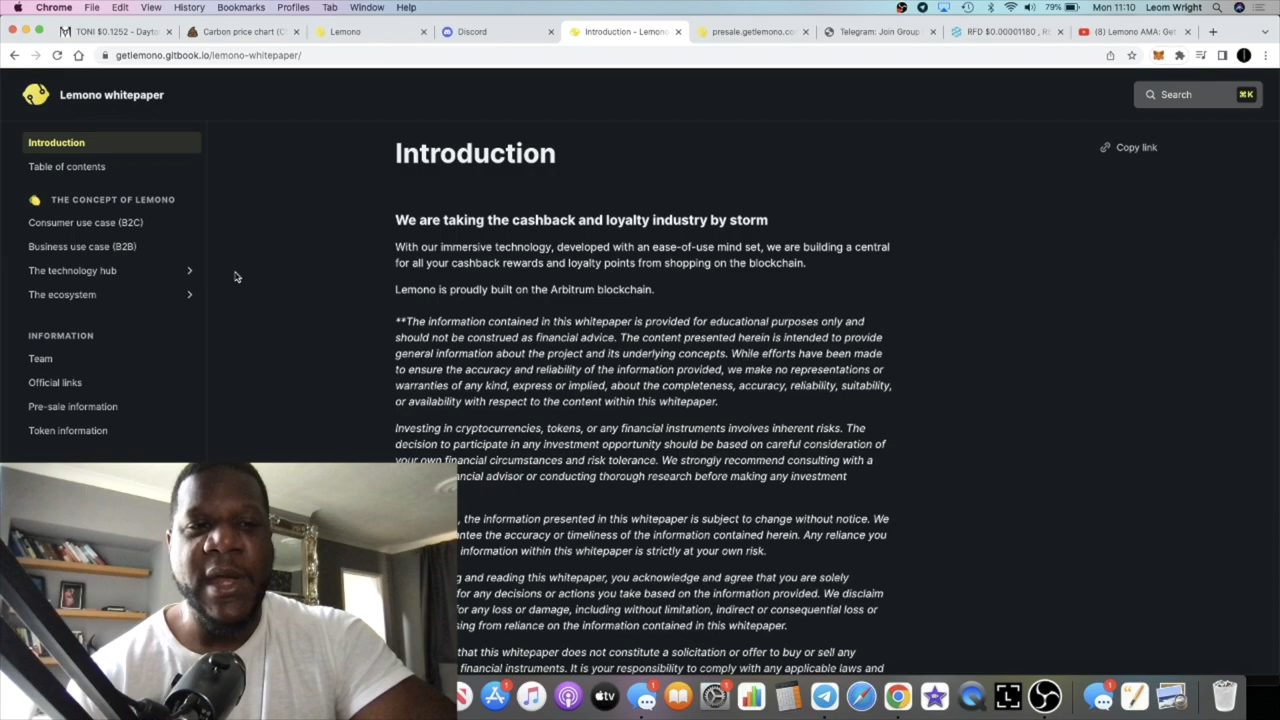 Chrome File Edit View History Bookmarks Profiles Tab Window Help 79% Mon 11:10 Leom Wright
TONI $0.1252 - Dayto Carbon price chart (C Lemono Discord Introduction - Lemono presale.getlemono.co Telegram: Join Group RFD $0.00001180 (8) Lemono AMA: Get
getlemono.gitbook.io/lemono-whitepaper/
Lemono whitepaper
Search ⌘K
Introduction
Table of contents
THE CONCEPT OF LEMONO
Consumer use case (B2C)
Business use case (B2B)
The technology hub
The ecosystem
INFORMATION
Team
Official links
Pre-sale information
Token information
Introduction
Copy link
We are taking the cashback and loyalty industry by storm
With our immersive technology, developed with an ease-of-use mind set, we are building a central
for all your cashback rewards and loyalty points from shopping on the blockchain.
Lemono is proudly built on the Arbitrum blockchain.
**The information contained in this whitepaper is provided for educational purposes only and
should not be construed as financial advice. The content presented herein is intended to provide
general information about the project and its underlying concepts. While efforts have been made
to ensure the accuracy and reliability of the information provided, we make no representations or
warranties of any kind, express or implied, about the completeness, accuracy, reliability, suitability,
or availability with respect to the content within this whitepaper.
Investing in cryptocurrencies, tokens, or any financial instruments involves inherent risks. The
decision to participate in any investment opportunity should be based on careful consideration of
your own financial circumstances and risk tolerance. We strongly recommend consulting with a
ancial advisor or conducting thorough research before making any investment
, the information presented in this whitepaper is subject to change without notice. We
antee the accuracy or timeliness of the information contained herein. Any reliance you
information within this whitepaper is strictly at your own risk.
g and reading this whitepaper, you acknowledge and agree that you are solely
for any decisions or actions you take based on the information provided. We disclaim
for any loss or damage, including without limitation, indirect or consequential loss or
sing from reliance on the information contained in this whitepaper.
that this whitepaper does not constitute a solicitation or offer to buy or sell any
financial instruments. It is your responsibility to comply with any applicable laws and
tv